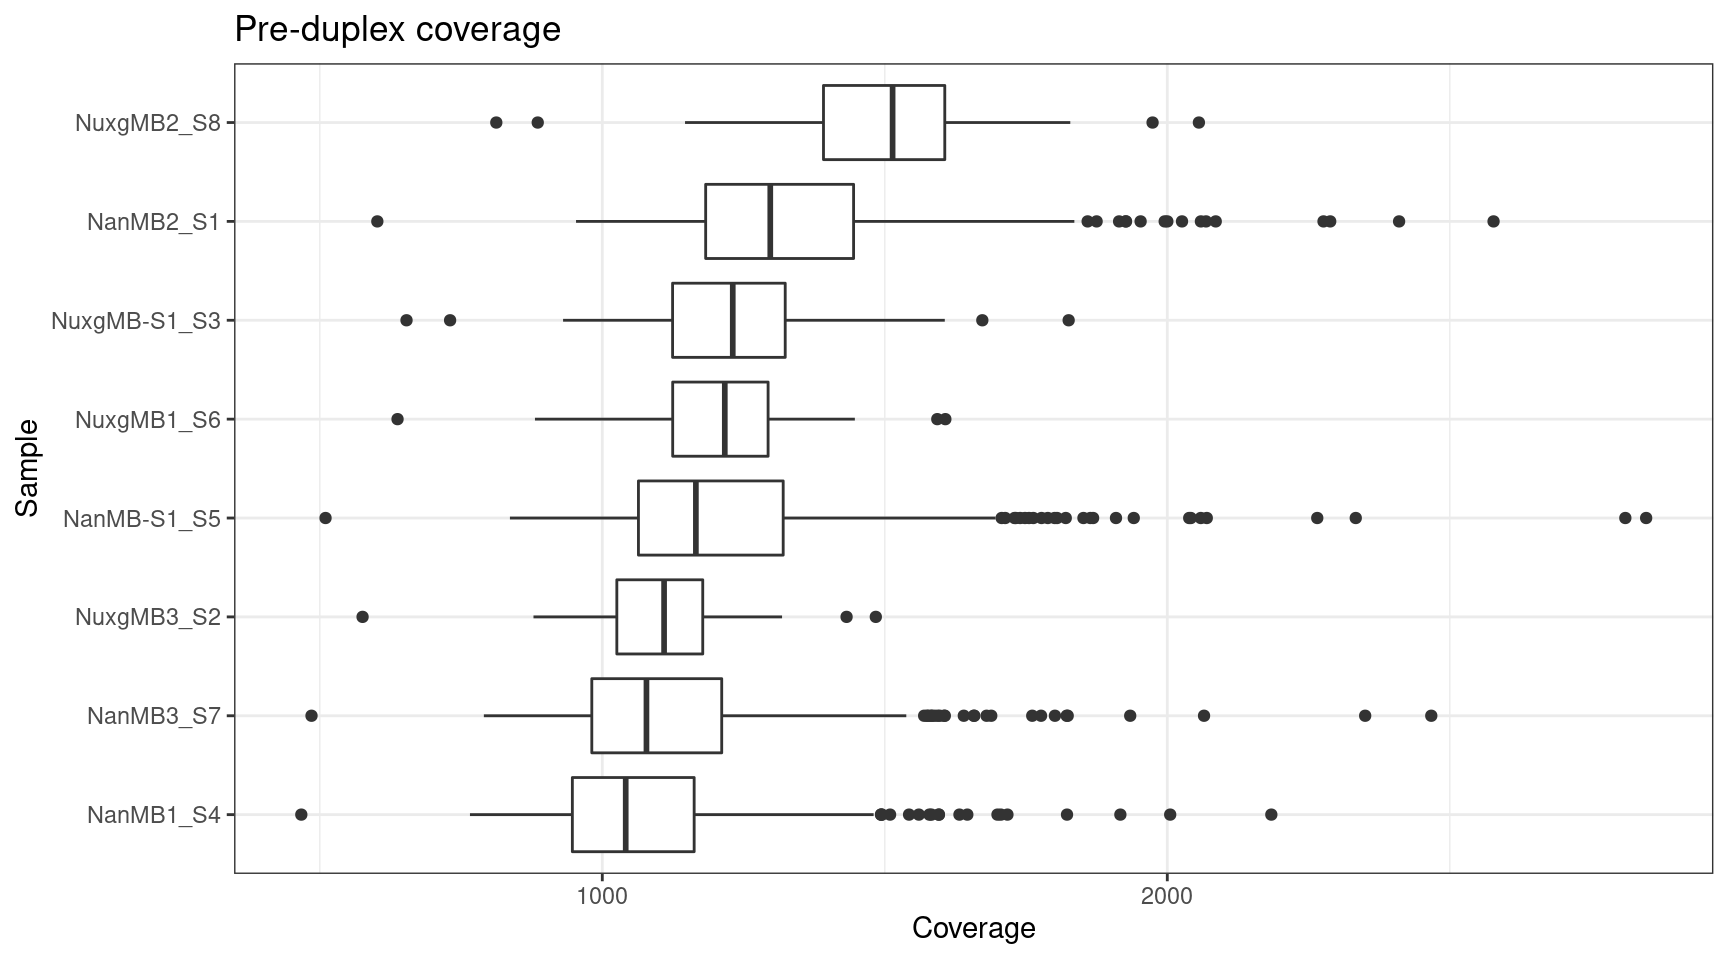 Pre-duplex coverage
NuxgMB2_S8
NanMB2_S1
NuxgMB-S1_S3
NuxgMB1_S6
NanMB-S1_S5
NuxgMB3_S2
NanMB3_S7
NanMB1_S4
Sample
1000
2000
Coverage